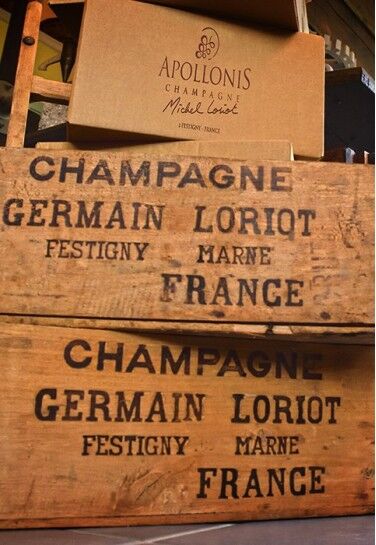 APOLLONIS
CHAMPAGNE
Michel Loriot
à FESTIGNY - FRANCE
CHAMPAGNE
GERMAIN LORIOT
FESTIGNY MARNE
FRANCE
CHAMPAGNE
GERMAIN LORIOT
FESTIGNY MARNE
FRANCE